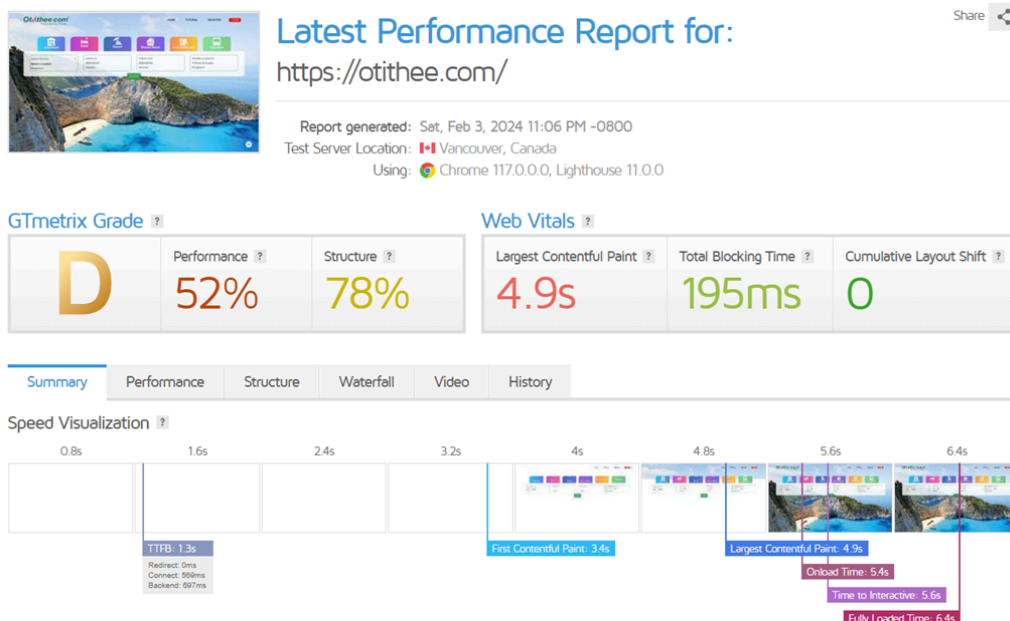 Otithee.com
Share
Latest Performance Report for:
https://otithee.com/
Report generated: Sat, Feb 3, 2024 11:06 PM -0800
Test Server Location: Vancouver, Canada
Using: Chrome 117.0.0.0, Lighthouse 11.0.0
GTmetrix Grade ?
Web Vitals ?
D
Performance ?
52%
Structure ?
78%
Largest Contentful Paint ?
4.9s
Total Blocking Time ?
195ms
Cumulative Layout Shift ?
0
Summary Performance Structure Waterfall Video History
Speed Visualization ?
0.8s 1.6s 2.4s 3.2s 4s 4.8s 5.6s 6.4s
TTFB: 1.3s
Redirect: 0ms
Connect: 569ms
Backend: 697ms
First Contentful Paint: 3.4s
Largest Contentful Paint: 4.9s
Onload Time: 5.4s
Time to Interactive: 5.6s
Fully Loaded Time: 6.4s